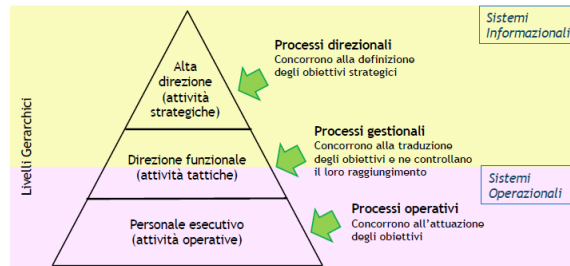 Sistemi
Informazionali
Processi direzionali
Concorrono alla definizione
degli obiettivi strategici
Alta
direzione
(attività
strategiche)
Livelli Gerarchici
Processi gestionali
Concorrono alla traduzione
degli obiettivi e ne controllano
il loro raggiungimento
Direzione funzionale
(attività tattiche)
Sistemi
Operazionali
Processi operativi
Concorrono all'attuazione
degli obiettivi
Personale esecutivo
(attività operative)